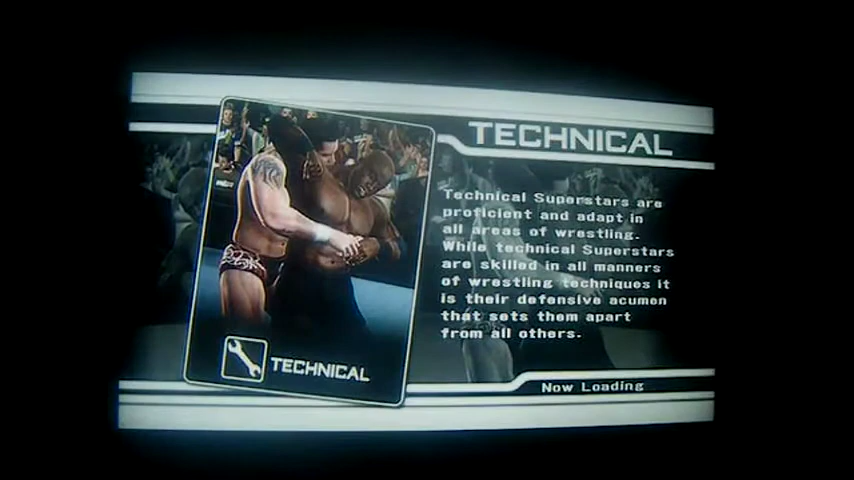 TECHNICAL
Technical Superstars are
proficient and adapt in
all areas of wrestling.
While technical Superstars
are skilled in all manners
of wrestling techniques it
is their defensive acumen
that sets them apart
from all others.
TECHNICAL
Now Loading